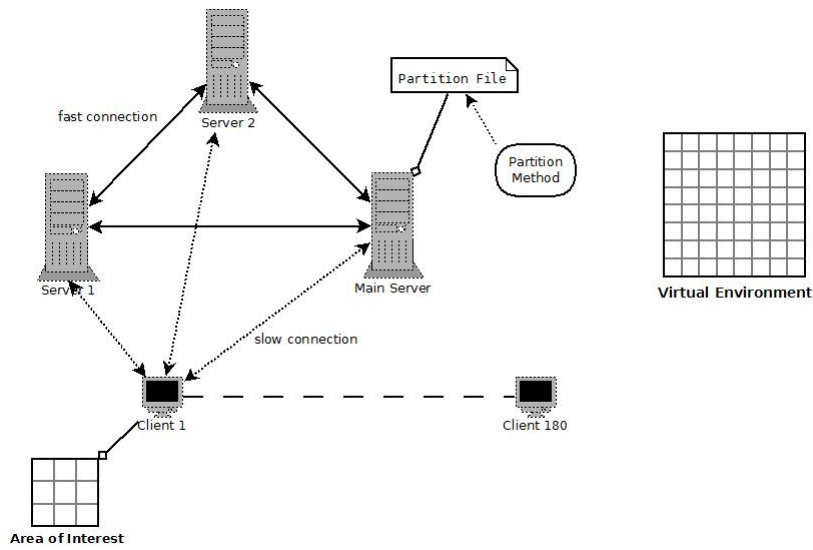 Partition File
fast connection
Server 2
Partition
Method
Server 1
Main Server
Virtual Environment
slow connection
Client 1
Client 180
Area of Interest